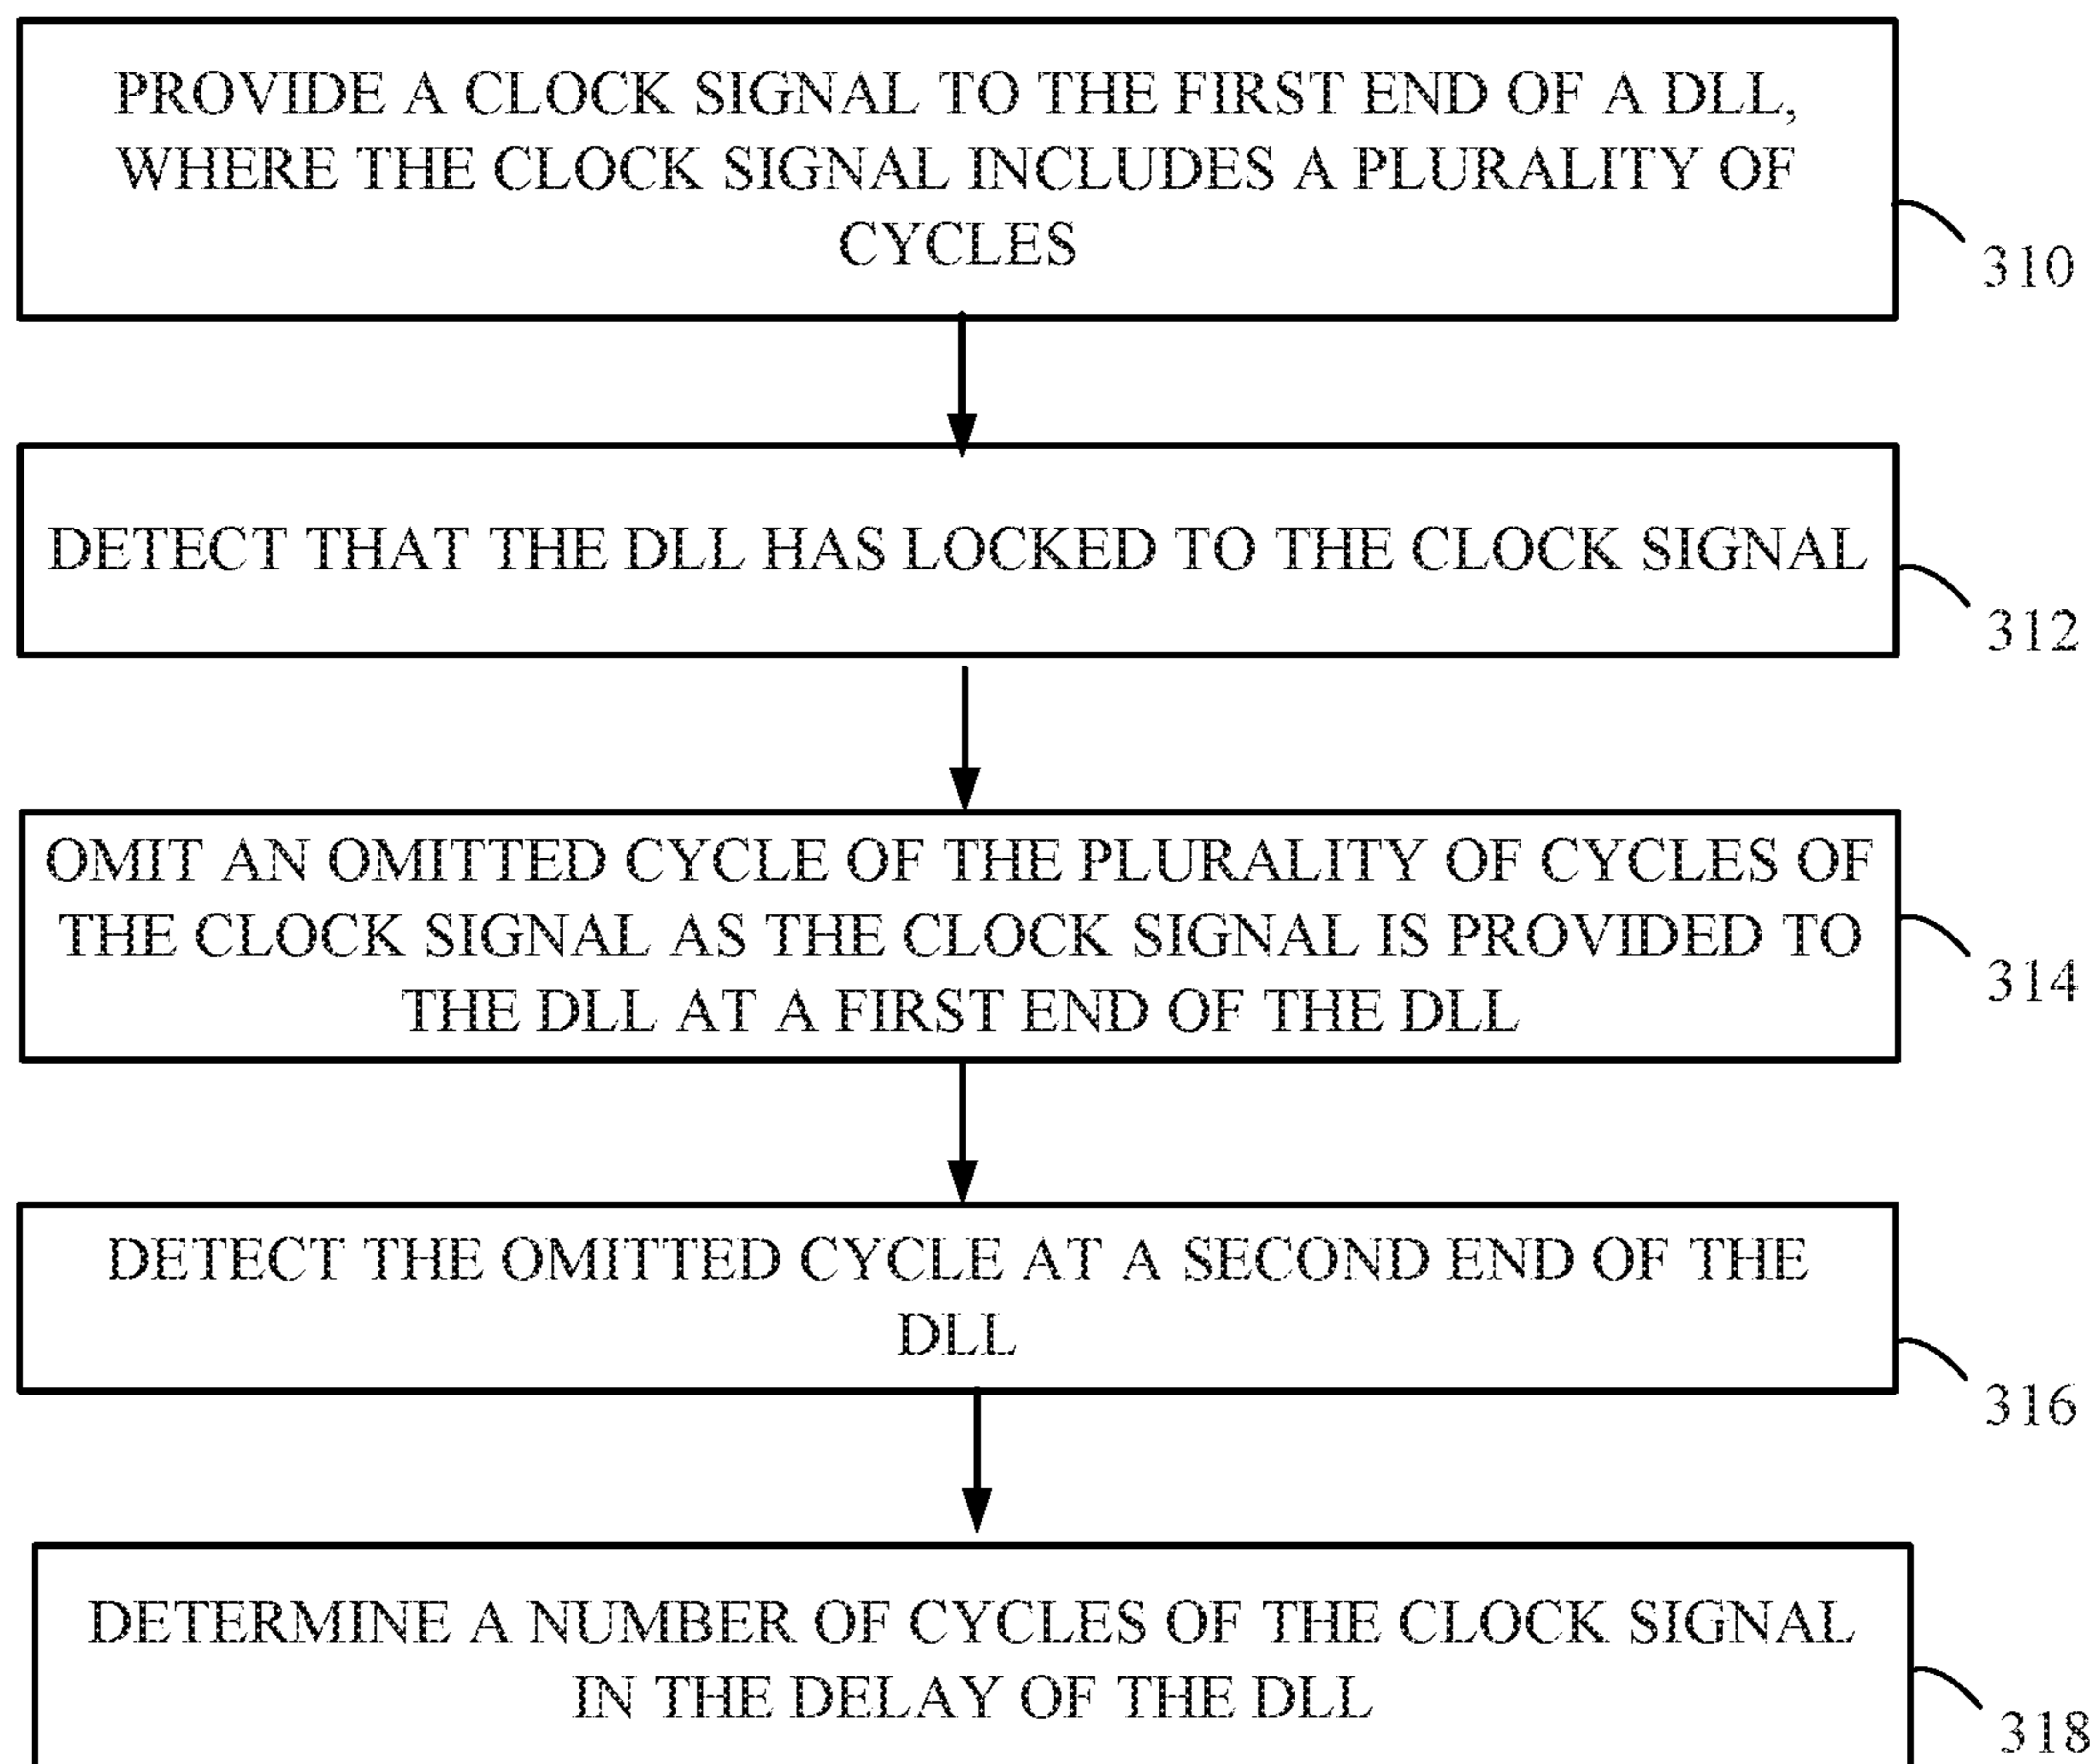 PROVIDE A CLOCK SIGNAL TO THE FIRST END OF A DLL,
WHERE THE CLOCK SIGNAL INCLUDES A PLURALITY OF
CYCLES
310
DETECT THAT THE DLL HAS LOCKED TO THE CLOCK SIGNAL
312
OMIT AN OMITTED CYCLE OF THE PLURALITY OF CYCLES OF
THE CLOCK SIGNAL AS THE CLOCK SIGNAL IS PROVIDED TO
THE DLL AT A FIRST END OF THE DLL
314
DETECT THE OMITTED CYCLE AT A SECOND END OF THE
DLL
316
DETERMINE A NUMBER OF CYCLES OF THE CLOCK SIGNAL
IN THE DELAY OF THE DLL
318